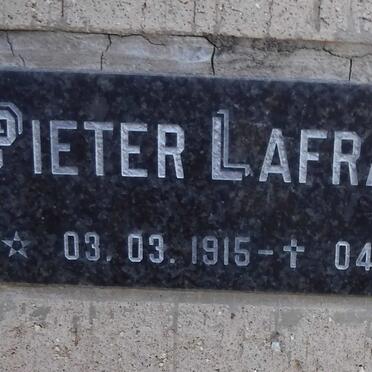 PIETER LAFRA
☆ 03. 03. 1915 - ✝ 04